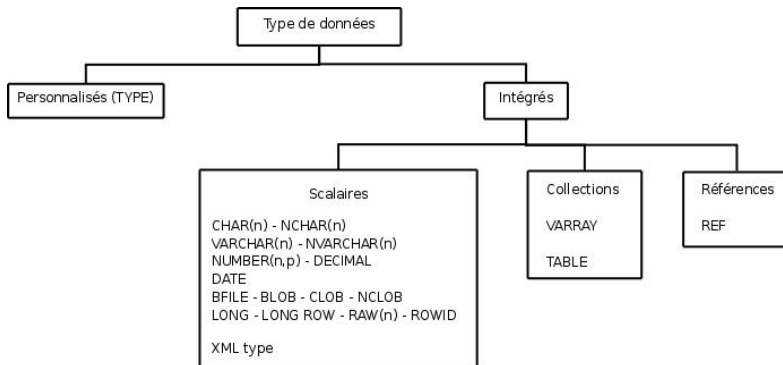 Type de données
Personnalisés (TYPE)
Intégrés
Scalaires
CHAR(n) - NCHAR(n)
VARCHAR(n) - NVARCHAR(n)
NUMBER(n,p) - DECIMAL
DATE
BFILE - BLOB - CLOB - NCLOB
LONG - LONG ROW - RAW(n) - ROWID
XML type
Collections
VARRAY
TABLE
Références
REF